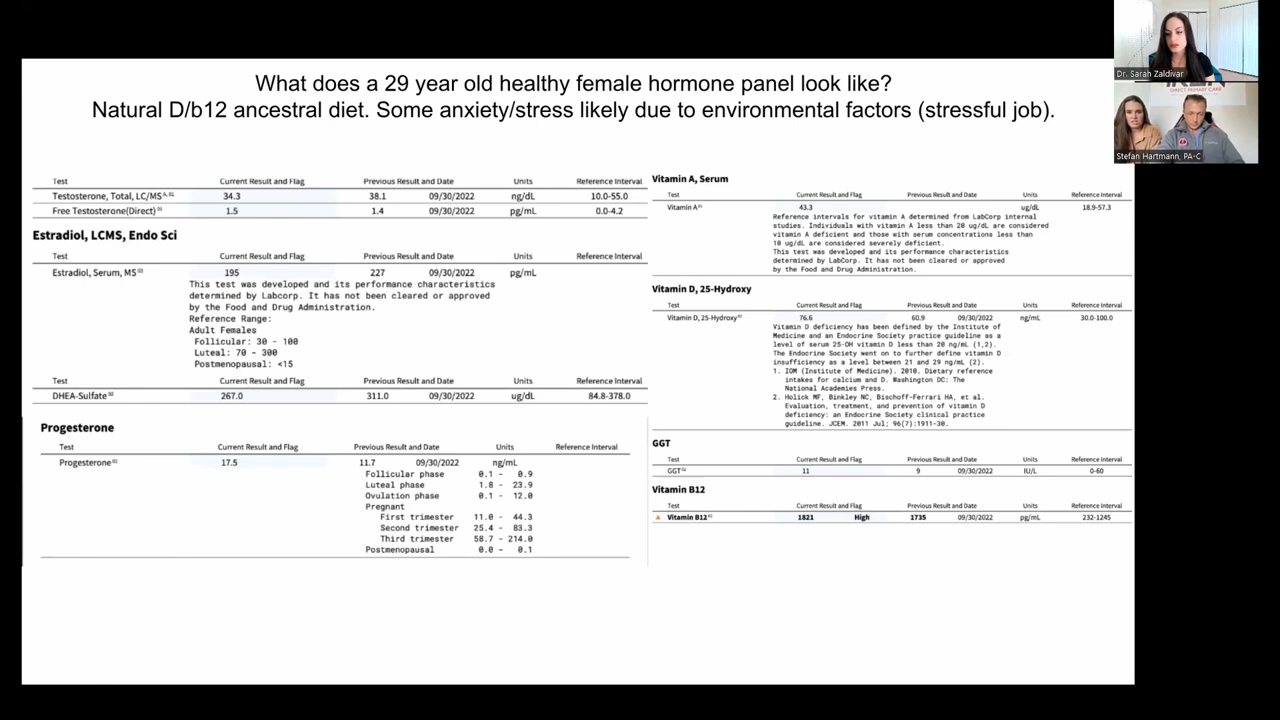 What does a 29 year old healthy female hormone panel look like?
Natural D/b12 ancestral diet. Some anxiety/stress likely due to environmental factors (stressful job).
Test Current Result and Flag Previous Result and Date Units Reference Interval
Testosterone, Total, LC/MS 34.3 38.1 09/30/2022 ng/dL 10.0-55.0
Free Testosterone(Direct) 1.5 1.4 09/30/2022 pg/mL 0.0-4.2
Estradiol, LCMS, Endo Sci
Test Current Result and Flag Previous Result and Date Units Reference Interval
Estradiol, Serum, MS 195 227 09/30/2022 pg/mL
This test was developed and its performance characteristics
determined by Labcorp. It has not been cleared or approved
by the Food and Drug Administration.
Reference Range:
Adult Females
Follicular: 30 - 100
Luteal: 70 - 300
Postmenopausal: <15
Test Current Result and Flag Previous Result and Date Units Reference Interval
DHEA-Sulfate 267.0 311.0 09/30/2022 ug/dL 84.8-378.0
Progesterone
Test Current Result and Flag Previous Result and Date Units Reference Interval
Progesterone 17.5 11.7 09/30/2022 ng/mL
Follicular phase 0.1 - 0.9
Luteal phase 1.8 - 23.9
Ovulation phase 0.1 - 12.0
Pregnant
First trimester 11.0 - 44.3
Second trimester 25.4 - 83.3
Third trimester 58.7 - 214.0
Postmenopausal 0.0 - 0.1
Vitamin A, Serum
Test Current Result and Flag Previous Result and Date Units Reference Interval
Vitamin A 43.3 ug/dL 18.9-57.3
Reference intervals for vitamin A determined from LabCorp internal
studies. Individuals with vitamin A less than 20 ug/dL are considered
vitamin A deficient and those with serum concentrations less than
10 ug/dL are considered severely deficient.
This test was developed and its performance characteristics
determined by LabCorp. It has not been cleared or approved
by the Food and Drug Administration.
Vitamin D, 25-Hydroxy
Test Current Result and Flag Previous Result and Date Units Reference Interval
Vitamin D, 25-Hydroxy 76.6 60.9 09/30/2022 ng/mL 30.0-100.0
Vitamin D deficiency has been defined by the Institute of
Medicine and an Endocrine Society practice guideline as a
level of serum 25-OH vitamin D less than 20 ng/mL (1,2).
The Endocrine Society went on to further define vitamin D
insufficiency as a level between 21 and 29 ng/mL (2).
1. IOM (Institute of Medicine). 2010. Dietary reference
intakes for calcium and D. Washington DC: The
National Academies Press.
2. Holick MF, Binkley NC, Bischoff-Ferrari HA, et al.
Evaluation, treatment, and prevention of vitamin D
deficiency: an Endocrine Society clinical practice
guideline. JCEM. 2011 Jul; 96(7):1911-30.
GGT
Test Current Result and Flag Previous Result and Date Units Reference Interval
GGT 11 9 09/30/2022 IU/L 0-60
Vitamin B12
Test Current Result and Flag Previous Result and Date Units Reference Interval
Vitamin B12 1821 High 1735 09/30/2022 pg/mL 232-1245
Dr. Sarah Zaldivar
DIRECT PRIMARY CARE
Stefan Hartmann, PA-C